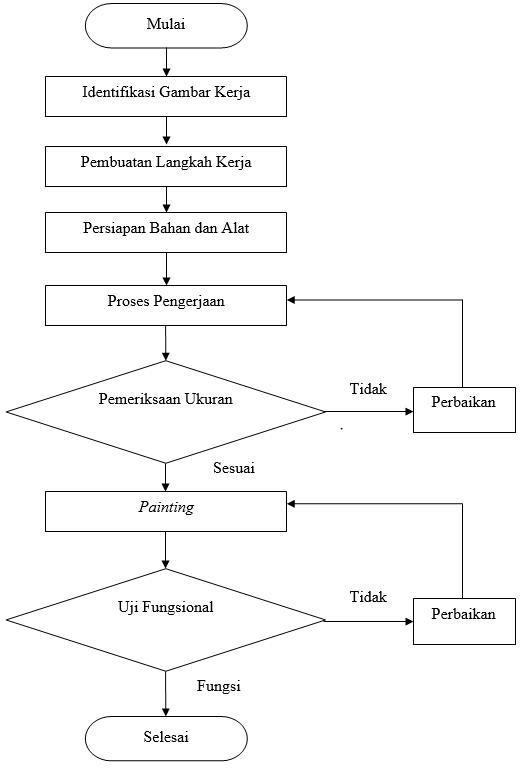 Mulai
Identifikasi Gambar Kerja
Pembuatan Langkah Kerja
Persiapan Bahan dan Alat
Proses Pengerjaan
Pemeriksaan Ukuran
Tidak
Perbaikan
Sesuai
Painting
Uji Fungsional
Tidak
Perbaikan
Fungsi
Selesai